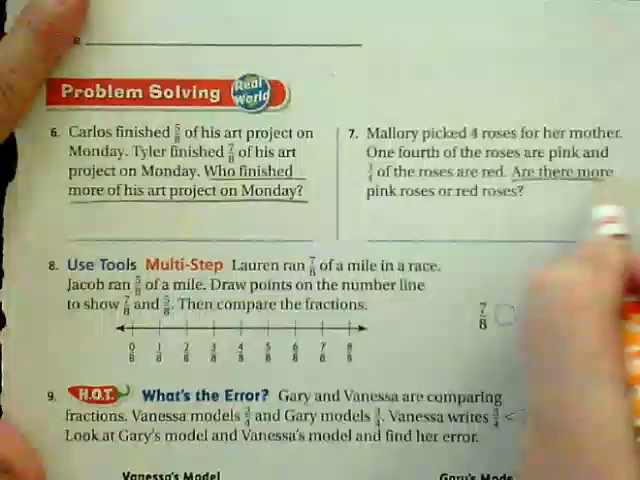 8
Problem Solving Real World
6. Carlos finished 5/8 of his art project on
Monday. Tyler finished 7/8 of his art
project on Monday. Who finished
more of his art project on Monday?
7. Mallory picked 4 roses for her mother.
One fourth of the roses are pink and
3/4 of the roses are red. Are there more
pink roses or red roses?
8. Use Tools Multi-Step Lauren ran 7/8 of a mile in a race.
Jacob ran 5/8 of a mile. Draw points on the number line
to show 7/8 and 5/8. Then compare the fractions.
0/8 1/8 2/8 3/8 4/8 5/8 6/8 7/8 8/8
7/8
9. H.O.T. What's the Error? Gary and Vanessa are comparing
fractions. Vanessa models and Gary models Vanessa writes 3/4 <
Look at Gary's model and Vanessa's model and find her error.
Vanessa's Model
Gary's Mode